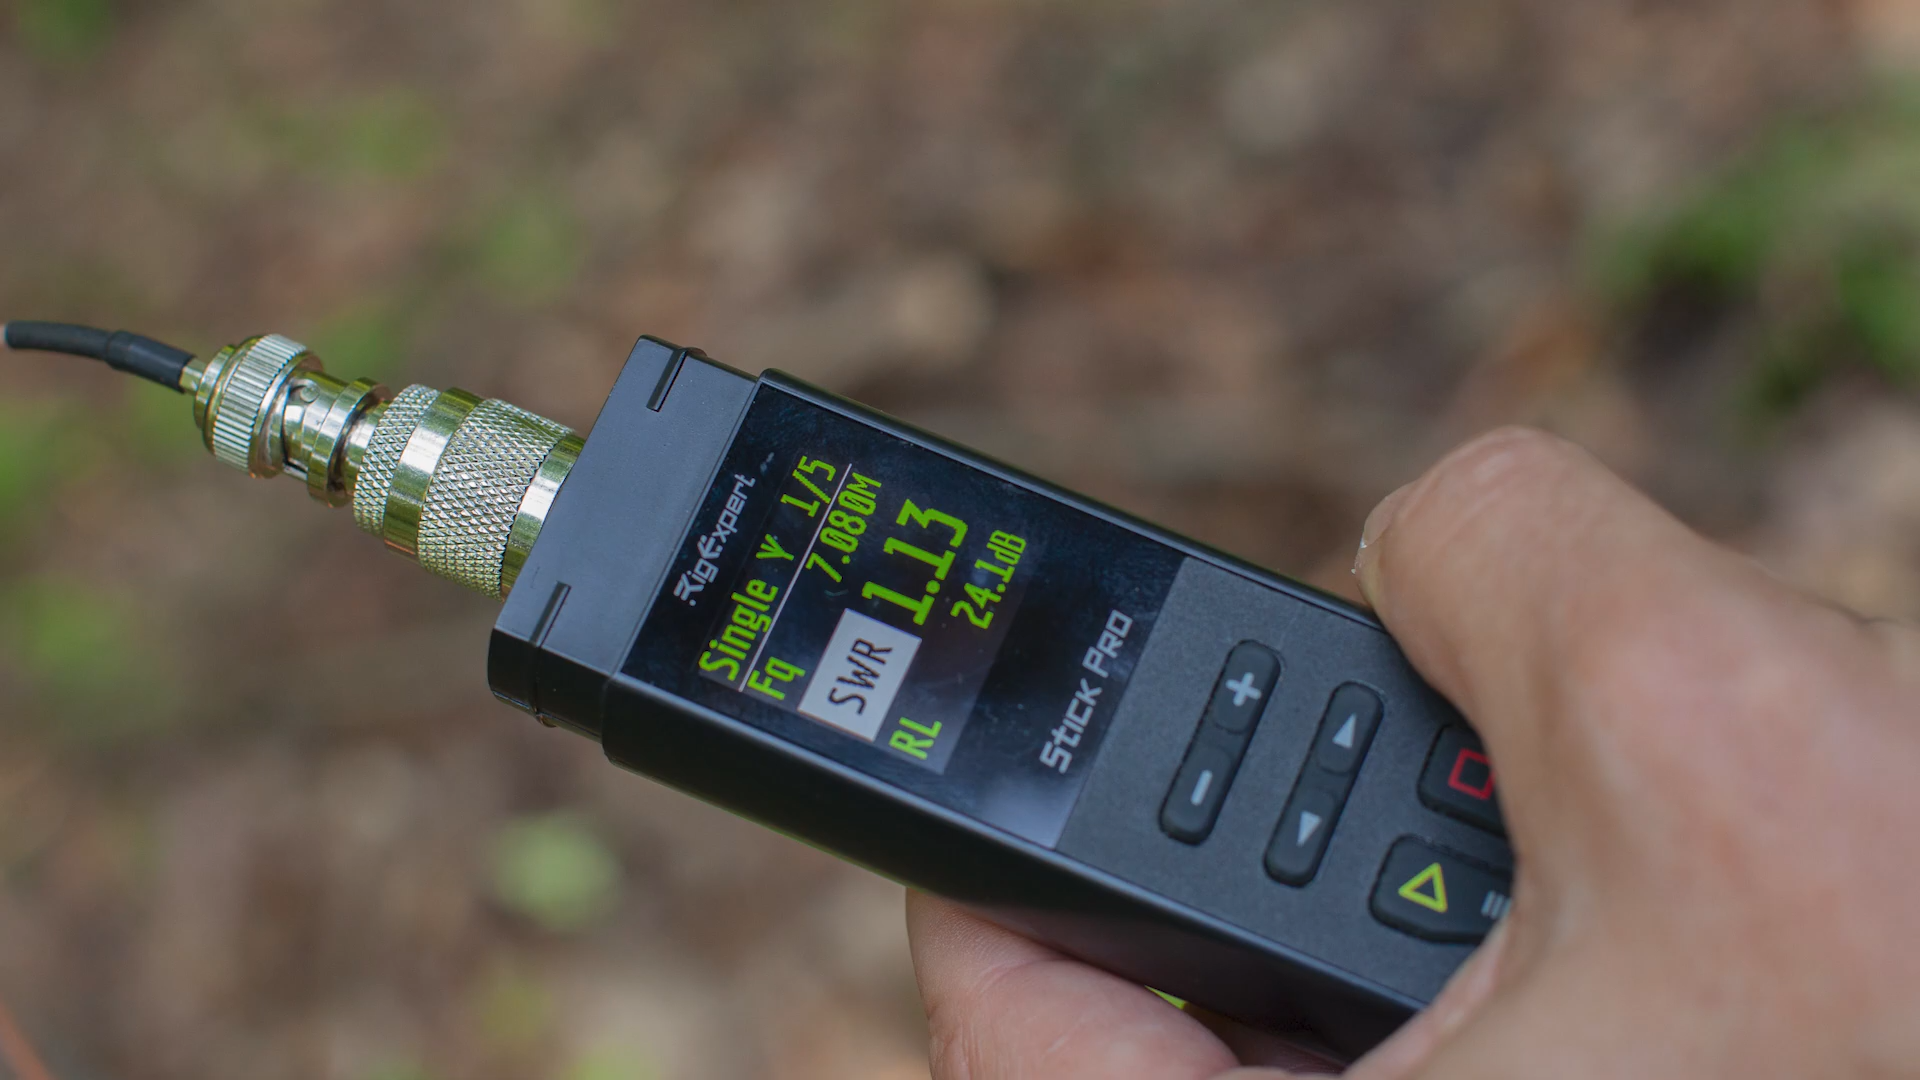 RigExpert
Single Y 1/5
Fq 7.080M
SWR 1.13
RL 24.1dB
Stick Pro
+
-